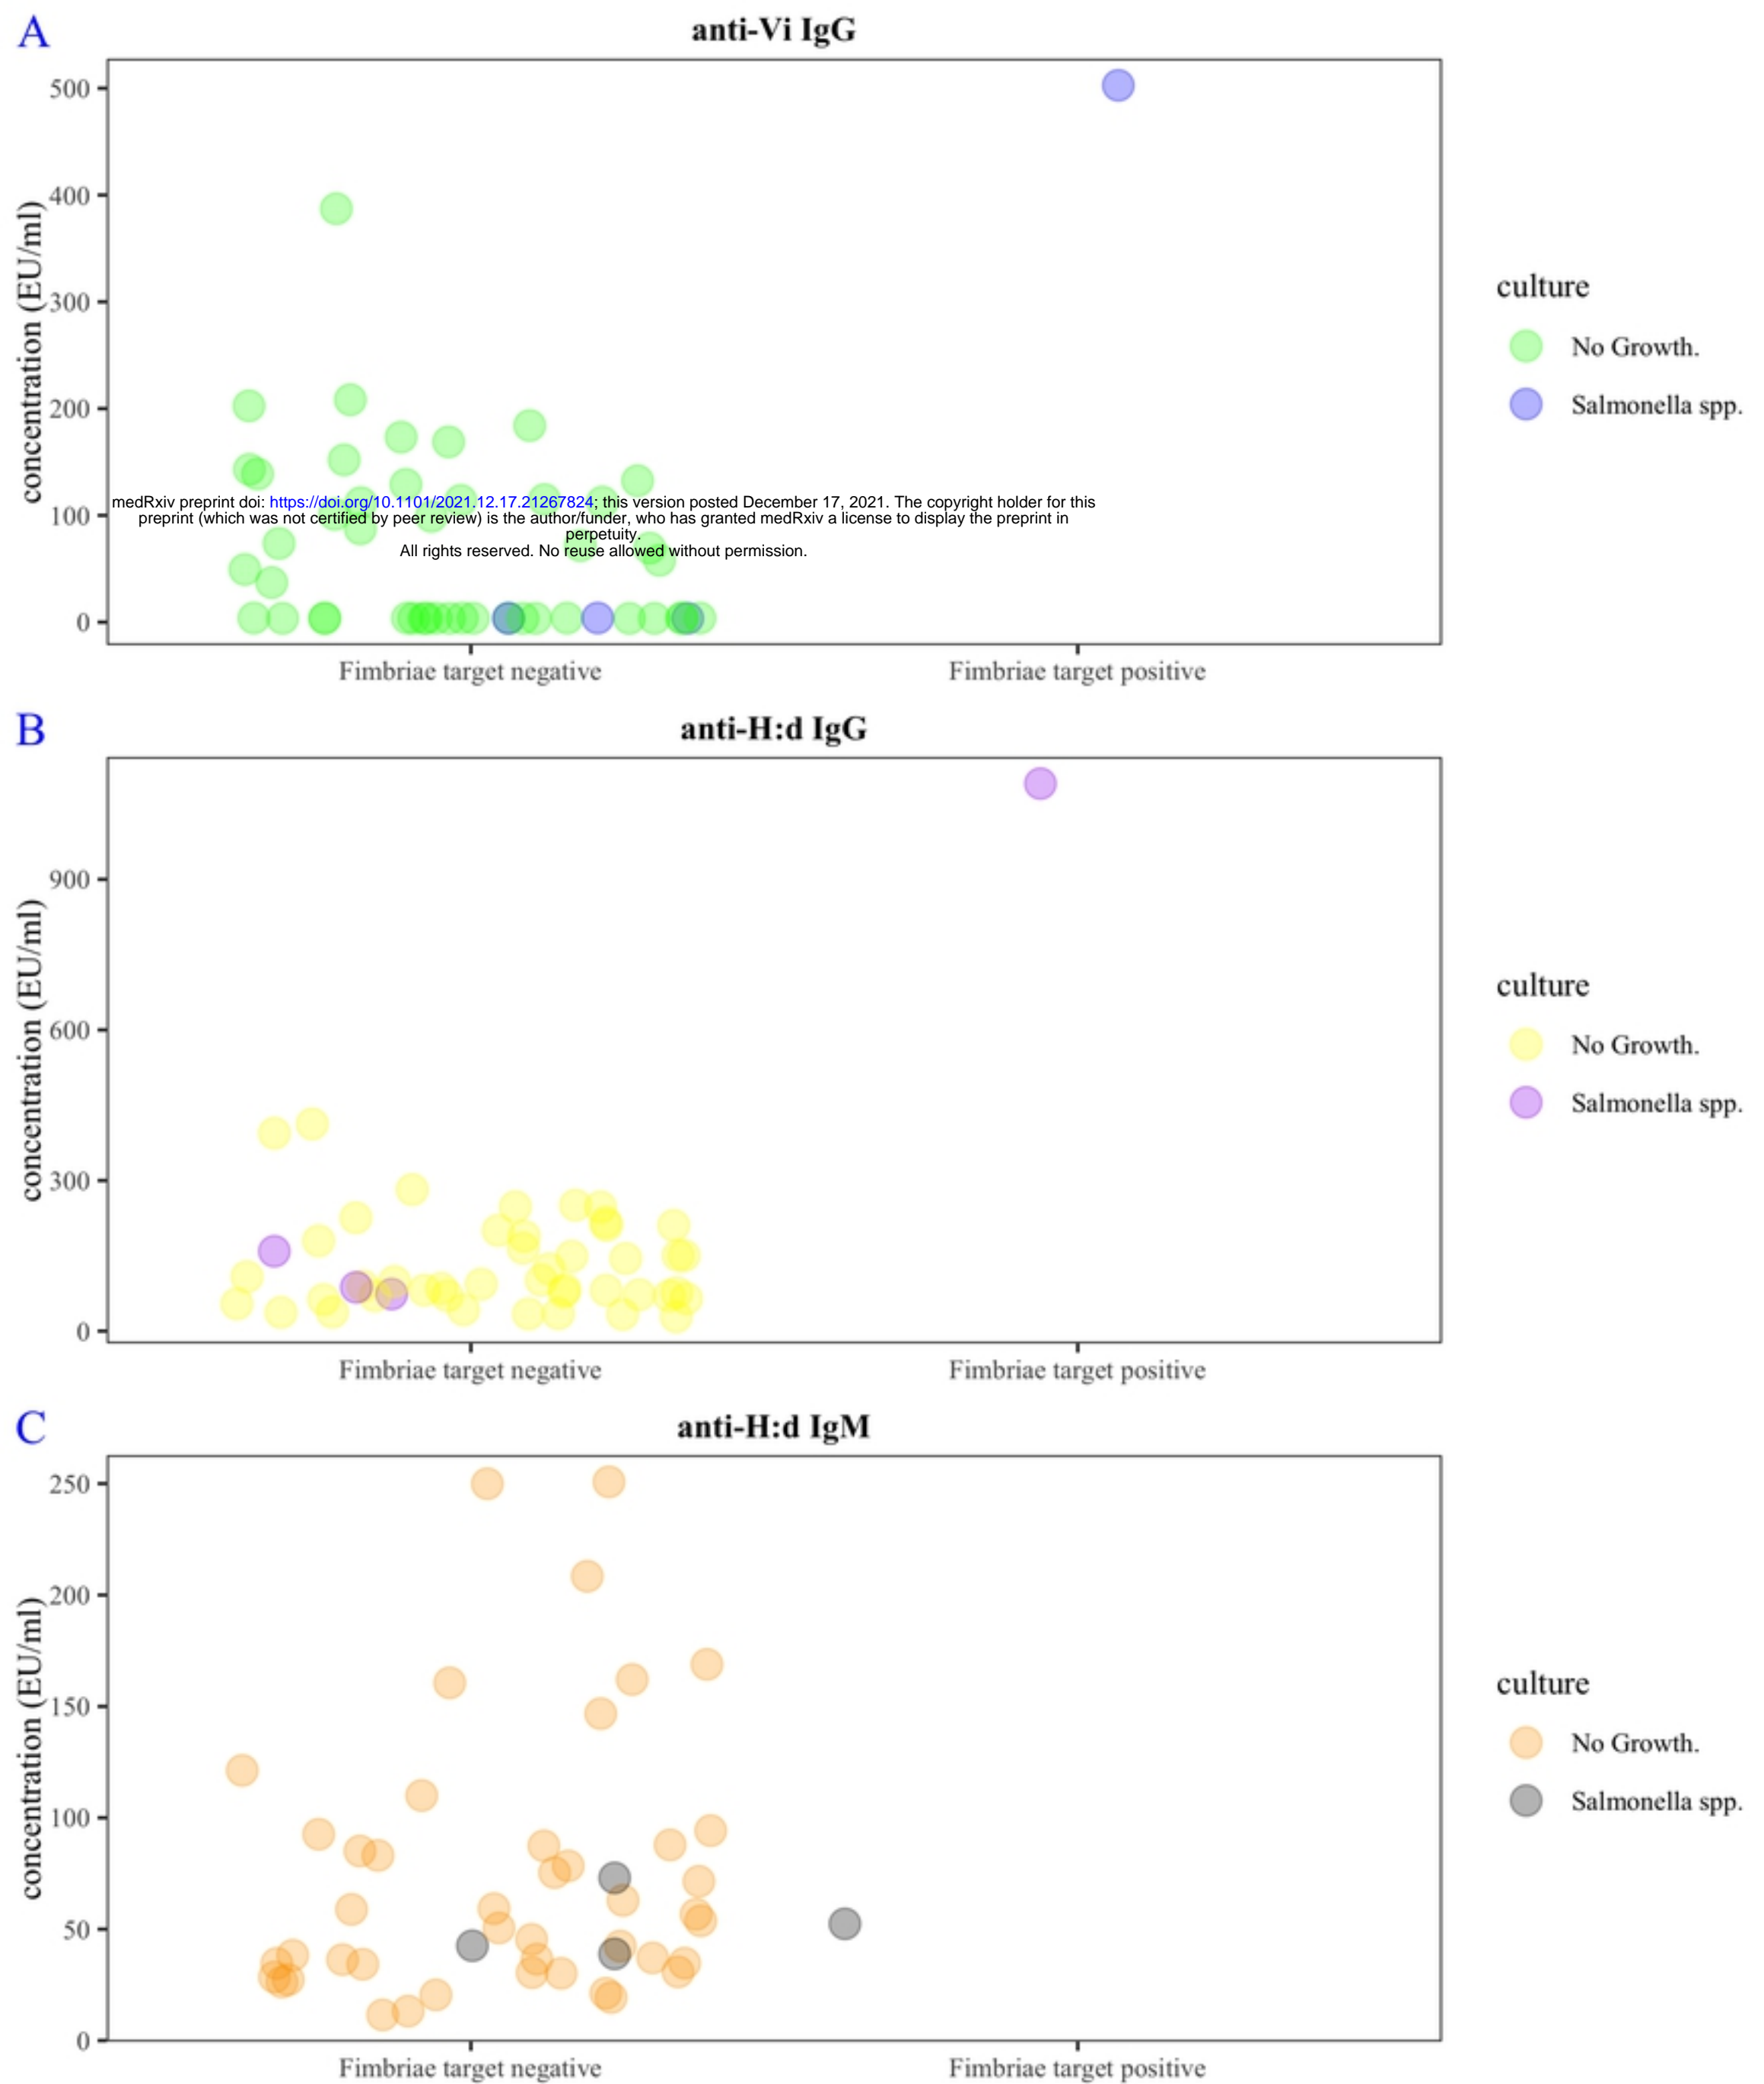 A
anti-Vi IgG
concentration (EU/ml)
500
400
300
200
100
0
medRxiv preprint doi: https://doi.org/10.1101/2021.12.17.21267824; this version posted December 17, 2021. The copyright holder for this
preprint (which was not certified by peer review) is the author/funder, who has granted medRxiv a license to display the preprint in
perpetuity.
All rights reserved. No reuse allowed without permission.
Fimbriae target negative
Fimbriae target positive
culture
No Growth.
Salmonella spp.
B
anti-H:d IgG
concentration (EU/ml)
900
600
300
0
Fimbriae target negative
Fimbriae target positive
culture
No Growth.
Salmonella spp.
C
anti-H:d IgM
concentration (EU/ml)
250
200
150
100
50
0
Fimbriae target negative
Fimbriae target positive
culture
No Growth.
Salmonella spp.